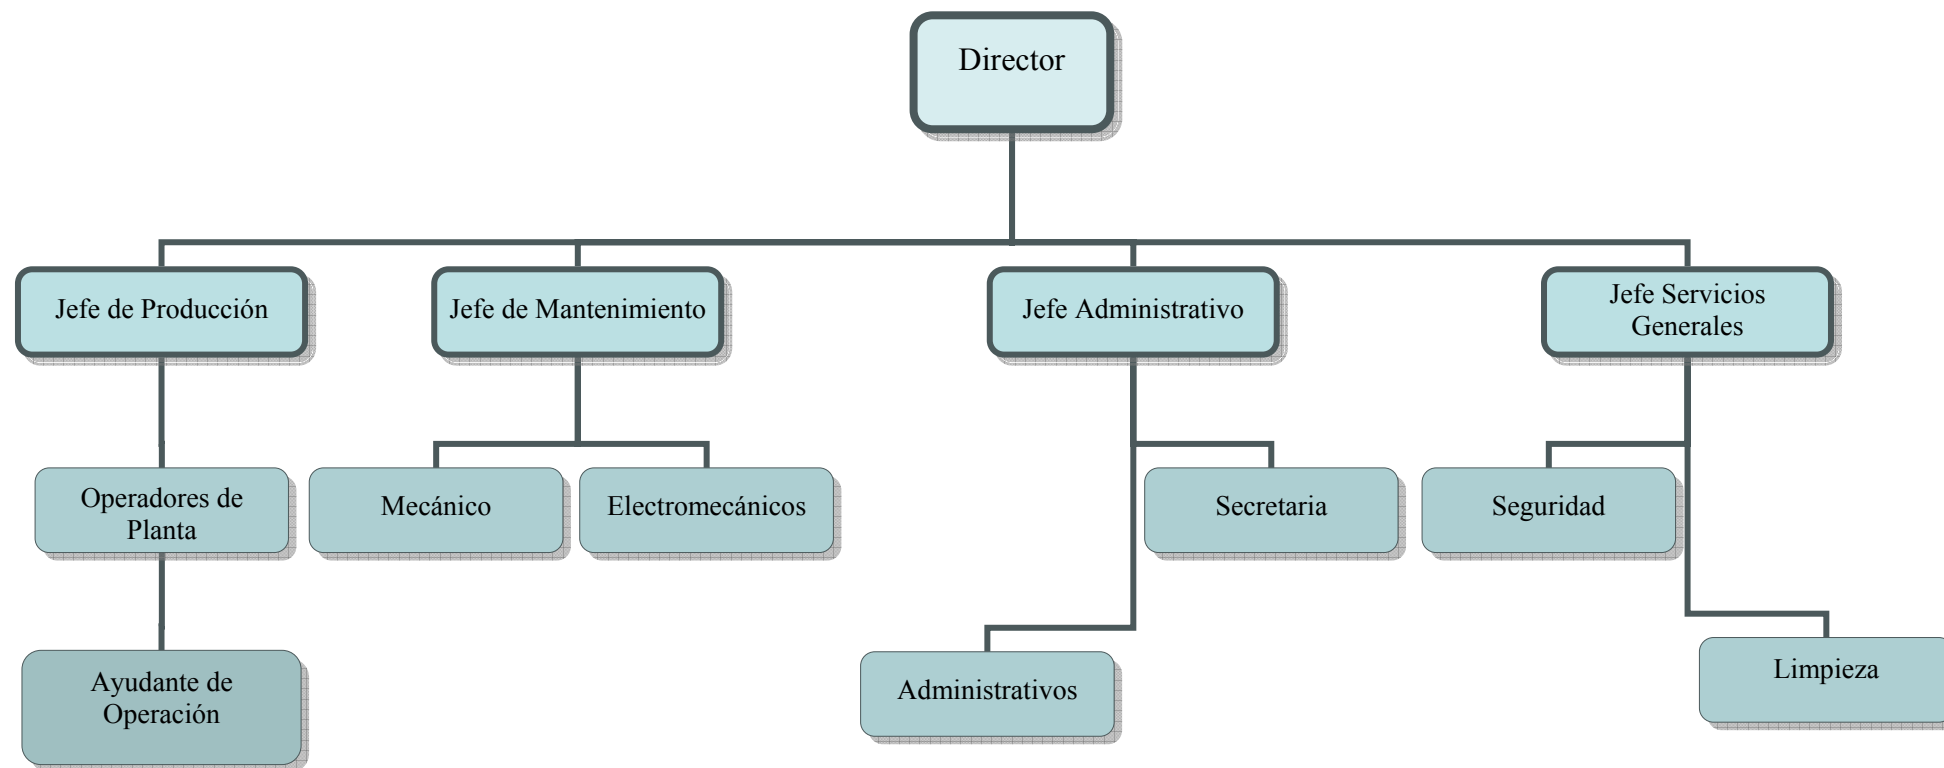 Director
Jefe de Producción
Jefe de Mantenimiento
Jefe Administrativo
Jefe Servicios
Generales
Operadores de
Planta
Mecánico
Electromecánicos
Secretaria
Seguridad
Ayudante de
Operación
Administrativos
Limpieza